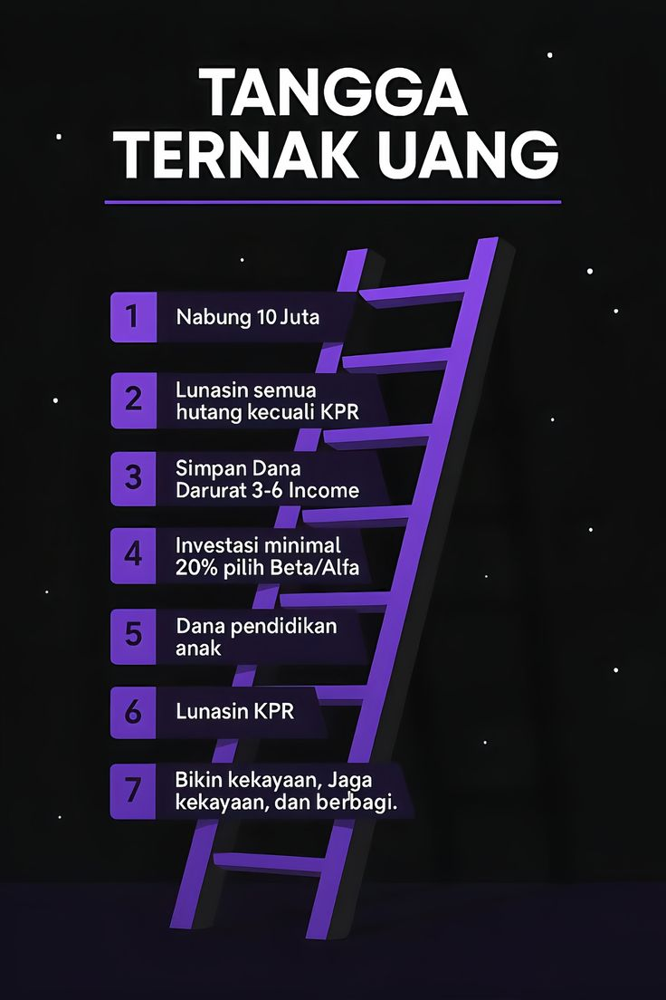 TANGGA
TERNAK UANG
1
Nabung 10 Juta
2
Lunasin semua
hutang kecuali KPR
3
Simpan Dana
Darurat 3-6 Income
4
Investasi minimal
20% pilih Beta/Alfa
5
Dana pendidikan
anak
6
Lunasin KPR
7
Bikin kekayaan, Jaga
kekayaan, dan berbagi.